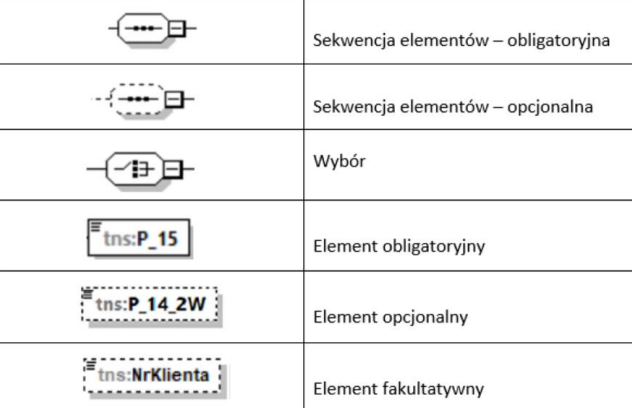 Sekwencja elementów – obligatoryjna
Sekwencja elementów – opcjonalna
Wybór
tns:P_15
Element obligatoryjny
tns:P_14_2W
Element opcjonalny
tns:NrKlienta
Element fakultatywny